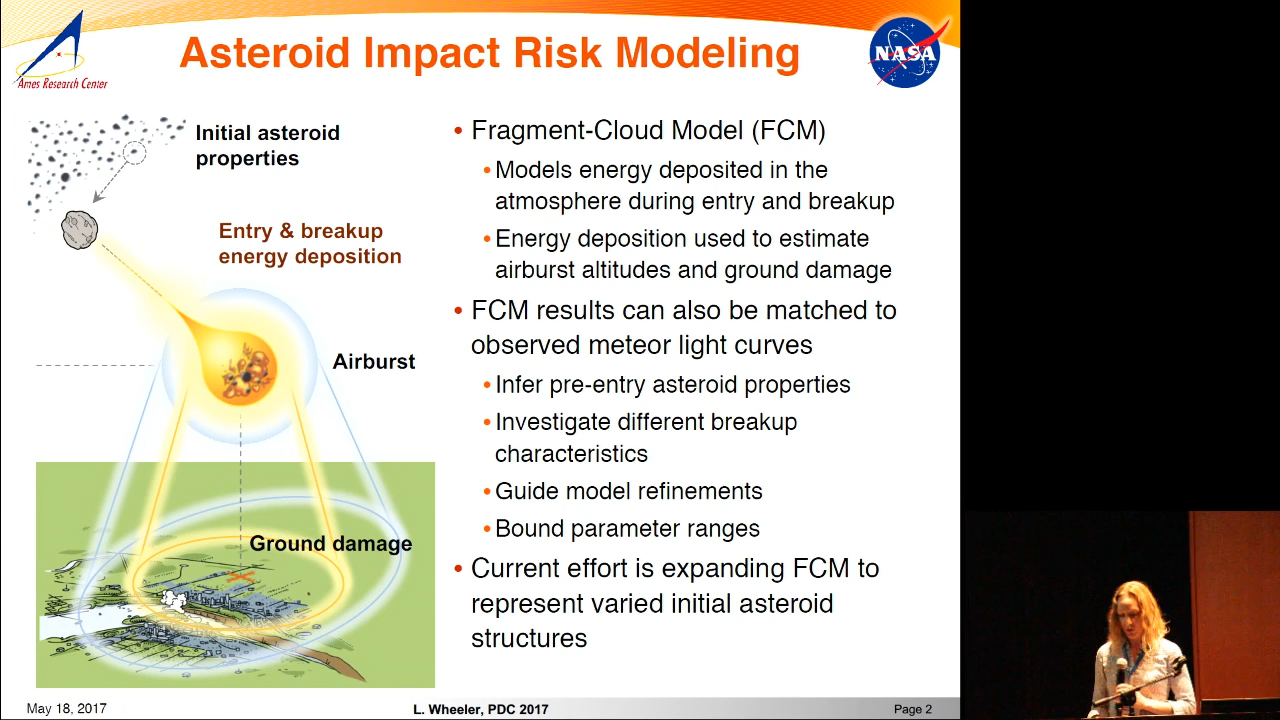 Asteroid Impact Risk Modeling
Ames Research Center
NASA
Initial asteroid
properties
Entry & breakup
energy deposition
Airburst
Ground damage
• Fragment-Cloud Model (FCM)
• Models energy deposited in the
atmosphere during entry and breakup
• Energy deposition used to estimate
airburst altitudes and ground damage
• FCM results can also be matched to
observed meteor light curves
• Infer pre-entry asteroid properties
• Investigate different breakup
characteristics
• Guide model refinements
• Bound parameter ranges
• Current effort is expanding FCM to
represent varied initial asteroid
structures
May 18, 2017
L. Wheeler, PDC 2017
Page 2